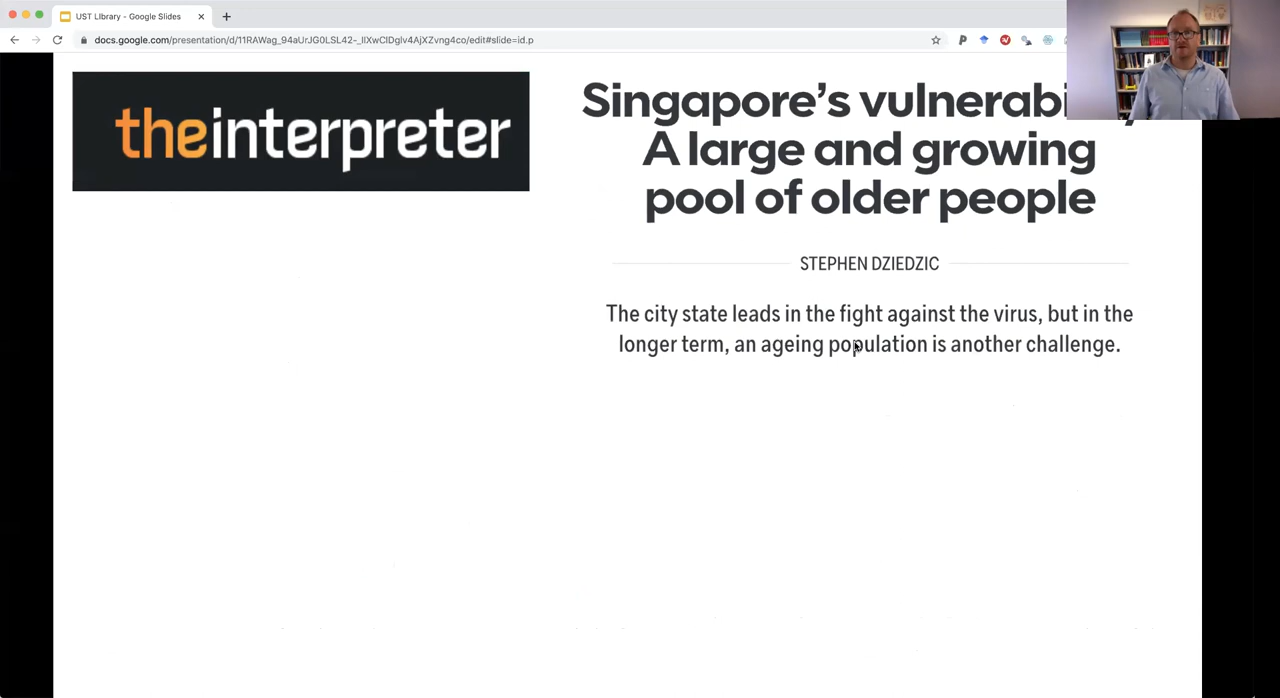 UST LIbrary - Google Slides
docs.google.com/presentation/d/11RAWag_94aUrJG0LSL42-_IIXwCIDglv4AjXZvng4co/edit#slide=id.p
theinterpreter
Singapore's
A large and growing
pool of older people
STEPHEN DZIEDZIC
The city state leads in the fight against the virus, but in the
longer term, an ageing population is another challenge.